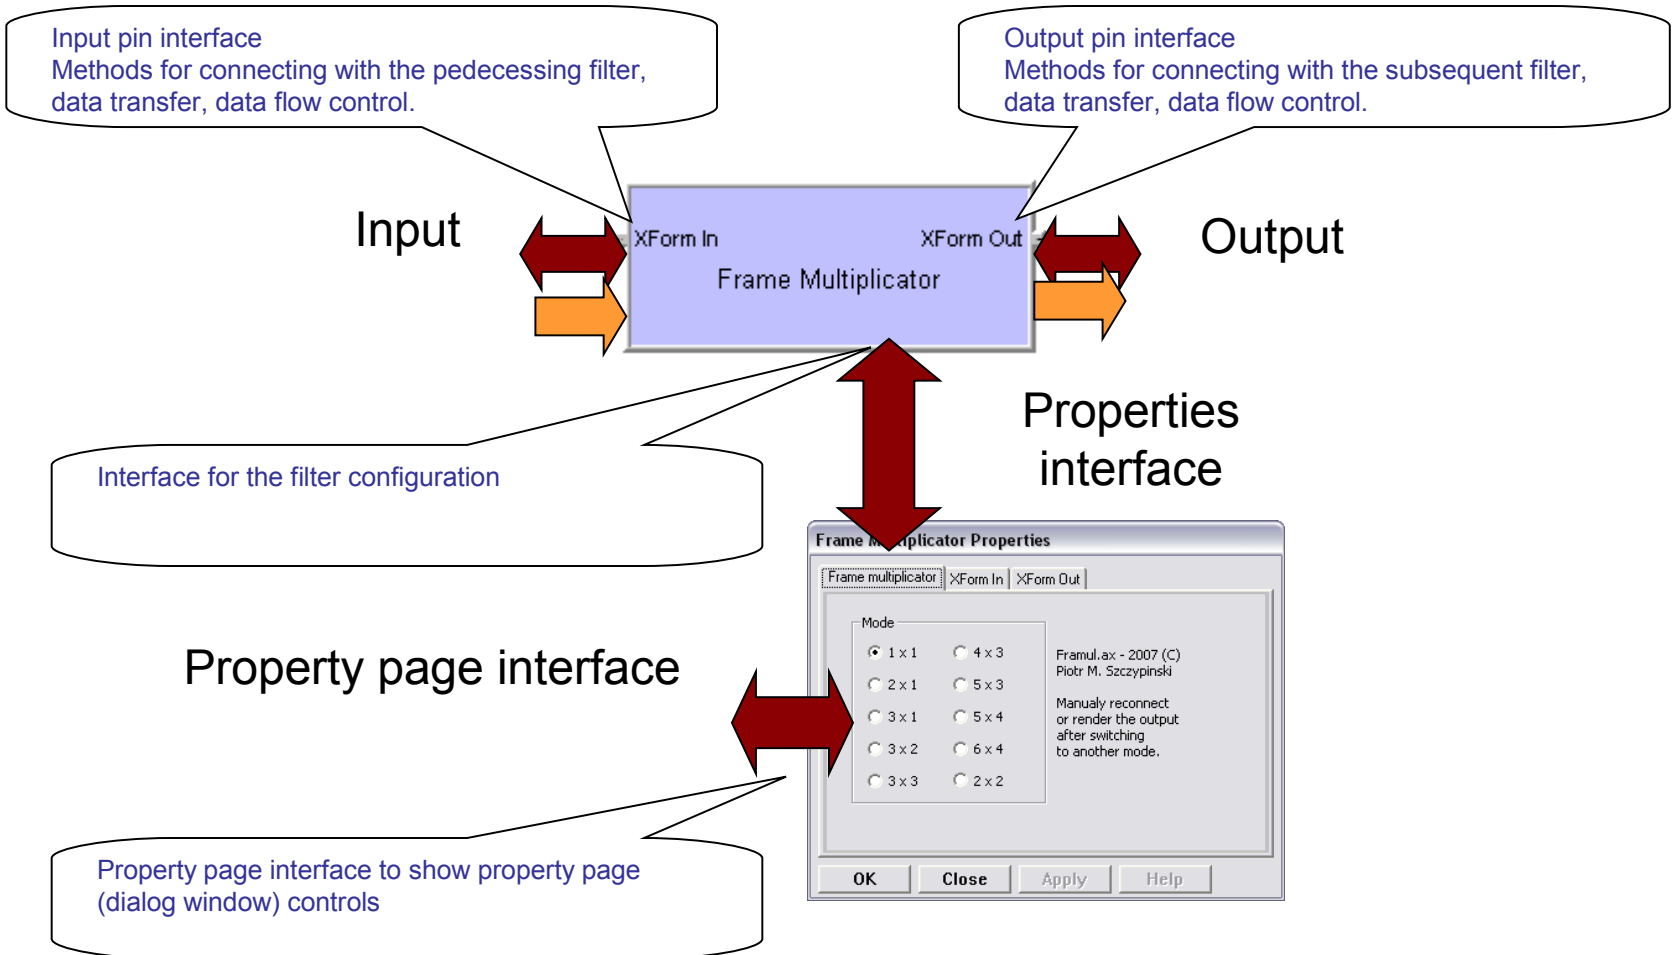 Input pin interface
Methods for connecting with the pedecessing filter,
data transfer, data flow control.
Output pin interface
Methods for connecting with the subsequent filter,
data transfer, data flow control.
Input
XForm In
XForm Out
Output
Frame Multiplicator
Properties
interface
Interface for the filter configuration
Frame M iplicator Properties
Frame multiplicator
XForm In
XForm Out
Mode
1 x 1
4 x 3
2 x 1
5 x 3
3 x 1
5 x 4
3 x 2
6 x 4
3 x 3
2 x 2
Framul.ax - 2007 (C)
Piotr M. Szczypinski
Manualy reconnect
or render the output
after switching
to another mode.
Property page interface
Property page interface to show property page
(dialog window) controls
OK
Close
Apply
Help